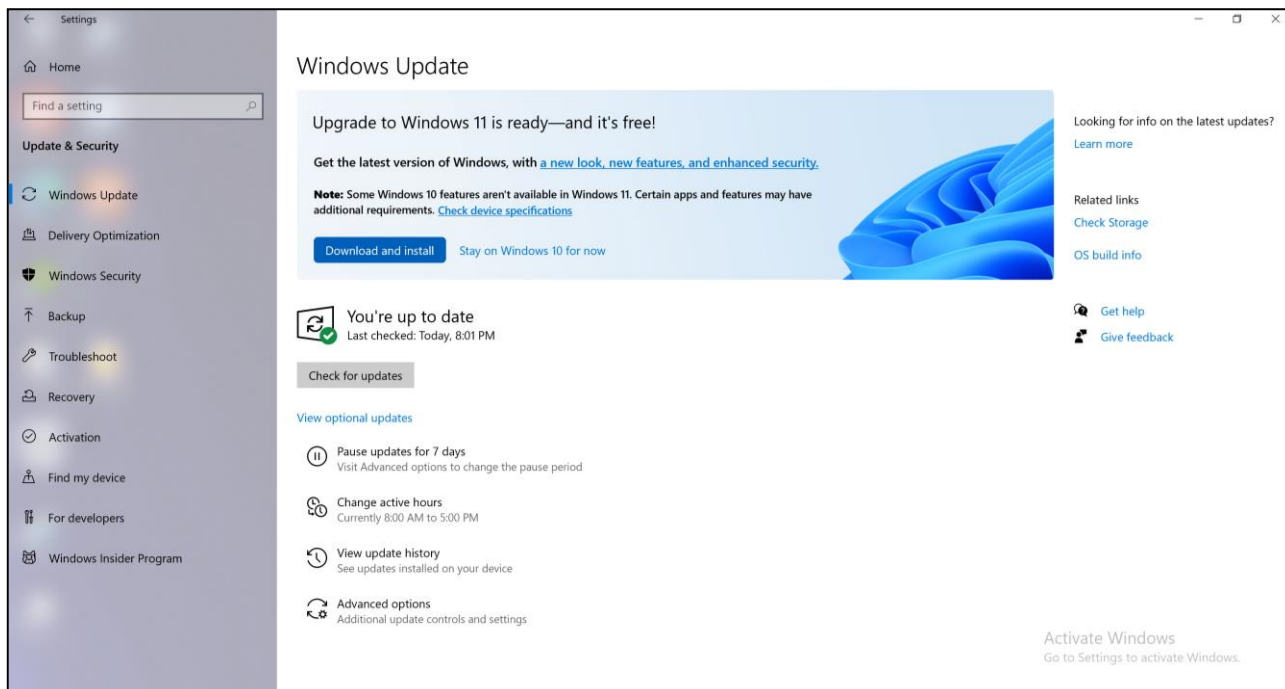 Settings
Home
Find a setting
Update & Security
Windows Update
Delivery Optimization
Windows Security
Backup
Troubleshoot
Recovery
Activation
Find my device
For developers
Windows Insider Program
Windows Update
Upgrade to Windows 11 is ready—and it's free!
Get the latest version of Windows, with a new look, new features, and enhanced security.
Note: Some Windows 10 features aren't available in Windows 11. Certain apps and features may have
additional requirements. Check device specifications
Download and install Stay on Windows 10 for now
You're up to date
Last checked: Today, 8:01 PM
Check for updates
View optional updates
Pause updates for 7 days
Visit Advanced options to change the pause period
Change active hours
Currently 8:00 AM to 5:00 PM
View update history
See updates installed on your device
Advanced options
Additional update controls and settings
Looking for info on the latest updates?
Learn more
Related links
Check Storage
OS build info
Get help
Give feedback
Activate Windows
Go to Settings to activate Windows.